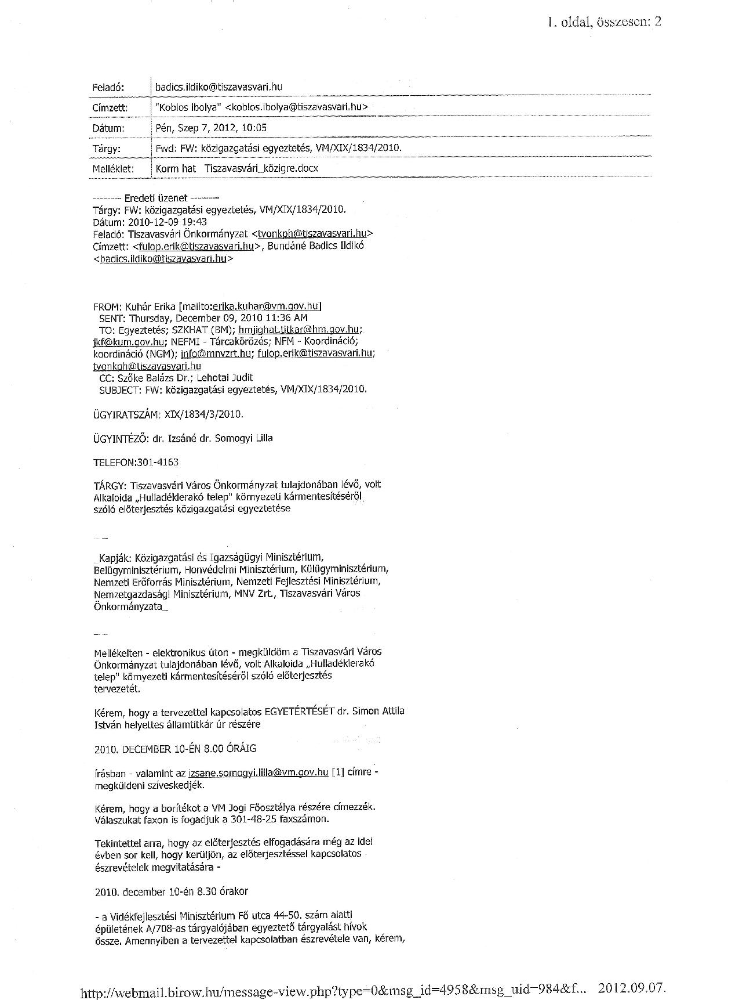 1. oldal, összesen: 2
Feladó: badics.ildiko@tiszavasvari.hu
Címzett: "Koblos Ibolya" <koblos.ibolya@tiszavasvari.hu>
Dátum: Pén, Szep 7, 2012, 10:05
Tárgy: Fwd: FW: közigazgatási egyeztetés, VM/XIX/1834/2010.
Melléklet: Korm hat Tiszavasvári_közigre.docx
-------- Eredeti üzenet --------
Tárgy: FW: közigazgatási egyeztetés, VM/XIX/1834/2010.
Dátum: 2010-12-09 19:43
Feladó: Tiszavasvári Önkormányzat <tvonkph@tiszavasvari.hu>
Címzett: <fulop.erik@tiszavasvari.hu>, Bundáné Badics Ildikó
<badics.ildiko@tiszavasvari.hu>
FROM: Kuhár Erika [mailto:erika.kuhar@vm.gov.hu]
SENT: Thursday, December 09, 2010 11:36 AM
TO: Egyeztetés; SZKHAT (BM); hmjighat.titkar@hm.gov.hu;
jkf@kum.gov.hu; NEFMI - Tárcakörözés; NFM - Koordináció;
koordináció (NGM); info@mnvzrt.hu; fulop.erik@tiszavasvari.hu;
tvonkph@tiszavasvari.hu
CC: Szőke Balázs Dr.; Lehotai Judit
SUBJECT: FW: közigazgatási egyeztetés, VM/XIX/1834/2010.
ÜGYIRATSZÁM: XIX/1834/3/2010.
ÜGYINTÉZŐ: dr. Izsáné dr. Somogyi Lilla
TELEFON:301-4163
TÁRGY: Tiszavasvári Város Önkormányzat tulajdonában lévő, volt
Alkaloida „Hulladéklerakó telep" környezeti kármentesítéséről
szóló előterjesztés közigazgatási egyeztetése
_ _
_Kapják: Közigazgatási és Igazságügyi Minisztérium,
Belügyminisztérium, Honvédelmi Minisztérium, Külügyminisztérium,
Nemzeti Erőforrás Minisztérium, Nemzeti Fejlesztési Minisztérium,
Nemzetgazdasági Minisztérium, MNV Zrt., Tiszavasvári Város
Önkormányzata_
_ _
Mellékelten - elektronikus úton - megküldöm a Tiszavasvári Város
Önkormányzat tulajdonában lévő, volt Alkaloida „Hulladéklerakó
telep" környezeti kármentesítéséről szóló előterjesztés
tervezetét.
Kérem, hogy a tervezettel kapcsolatos EGYETÉRTÉSÉT dr. Simon Attila
István helyettes államtitkár úr részére
2010. DECEMBER 10-ÉN 8.00 ÓRÁIG
írásban - valamint az izsane.somogyi.lilla@vm.gov.hu [1] címre -
megküldeni szíveskedjék.
Kérem, hogy a borítékot a VM Jogi Főosztálya részére címezzék.
Válaszukat faxon is fogadjuk a 301-48-25 faxszámon.
Tekintettel arra, hogy az előterjesztés elfogadására még az idei
évben sor kell, hogy kerüljön, az előterjesztéssel kapcsolatos
észrevételek megvitatására -
2010. december 10-én 8.30 órakor
- a Vidékfejlesztési Minisztérium Fő utca 44-50. szám alatti
épületének A/708-as tárgyalójában egyeztető tárgyalást hívok
össze. Amennyiben a tervezettel kapcsolatban észrevétele van, kérem,
http://webmail.birow.hu/message-view.php?type=0&msg_id=4958&msg_uid=984&f... 2012.09.07.